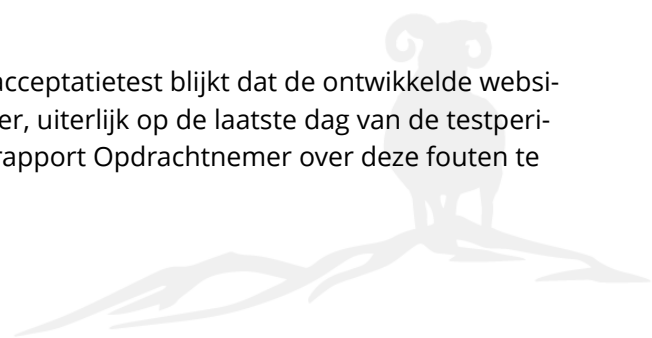 acceptatietest blijkt dat de ontwikkelde websi-
er, uiterlijk op de laatste dag van de testperi-
rapport Opdrachtnemer over deze fouten te